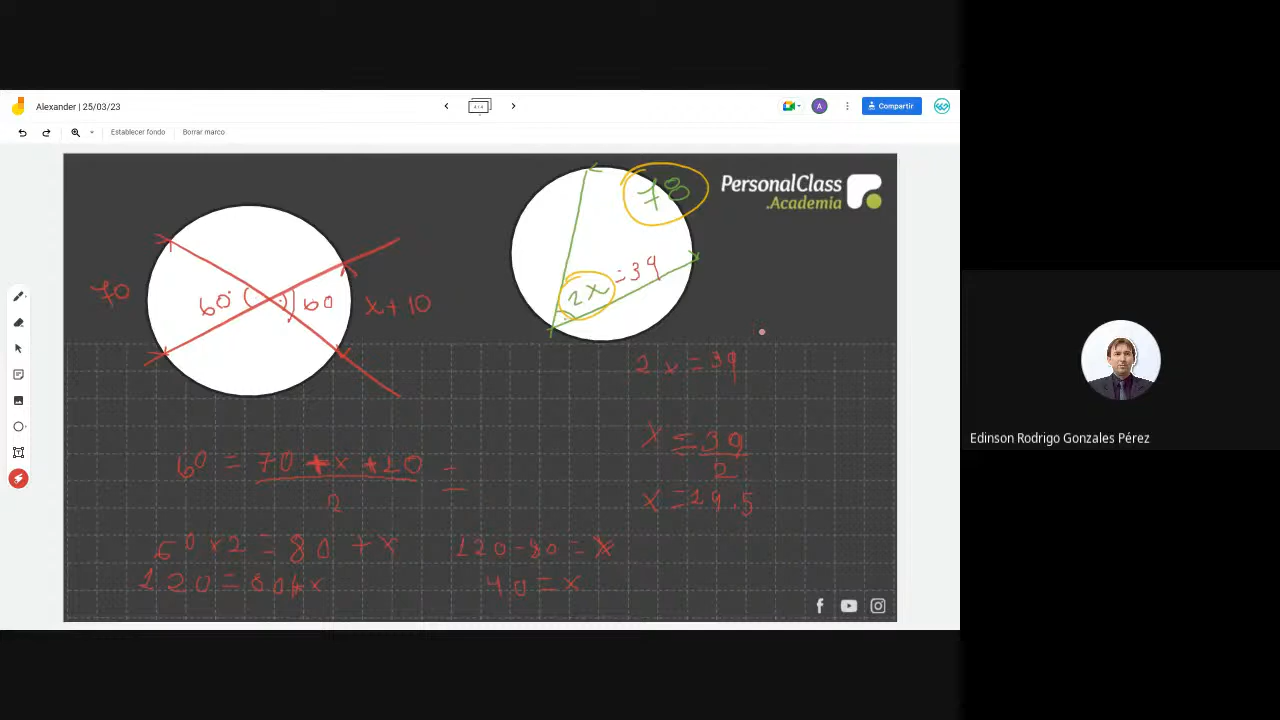 Alexander | 25/03/23
Compartir
A
Establecer fondo
Borrar marco
PersonalClass
.Academia
78
2x = 39
70
60°
60
x + 10
2x = 39
x = 39
2
x = 19.5
60 = 70 + x + 10
2
60 x 2 = 80 + x
120 - 80 = x
120 = 80 + x
40 = x
Edinson Rodrigo Gonzales Pérez